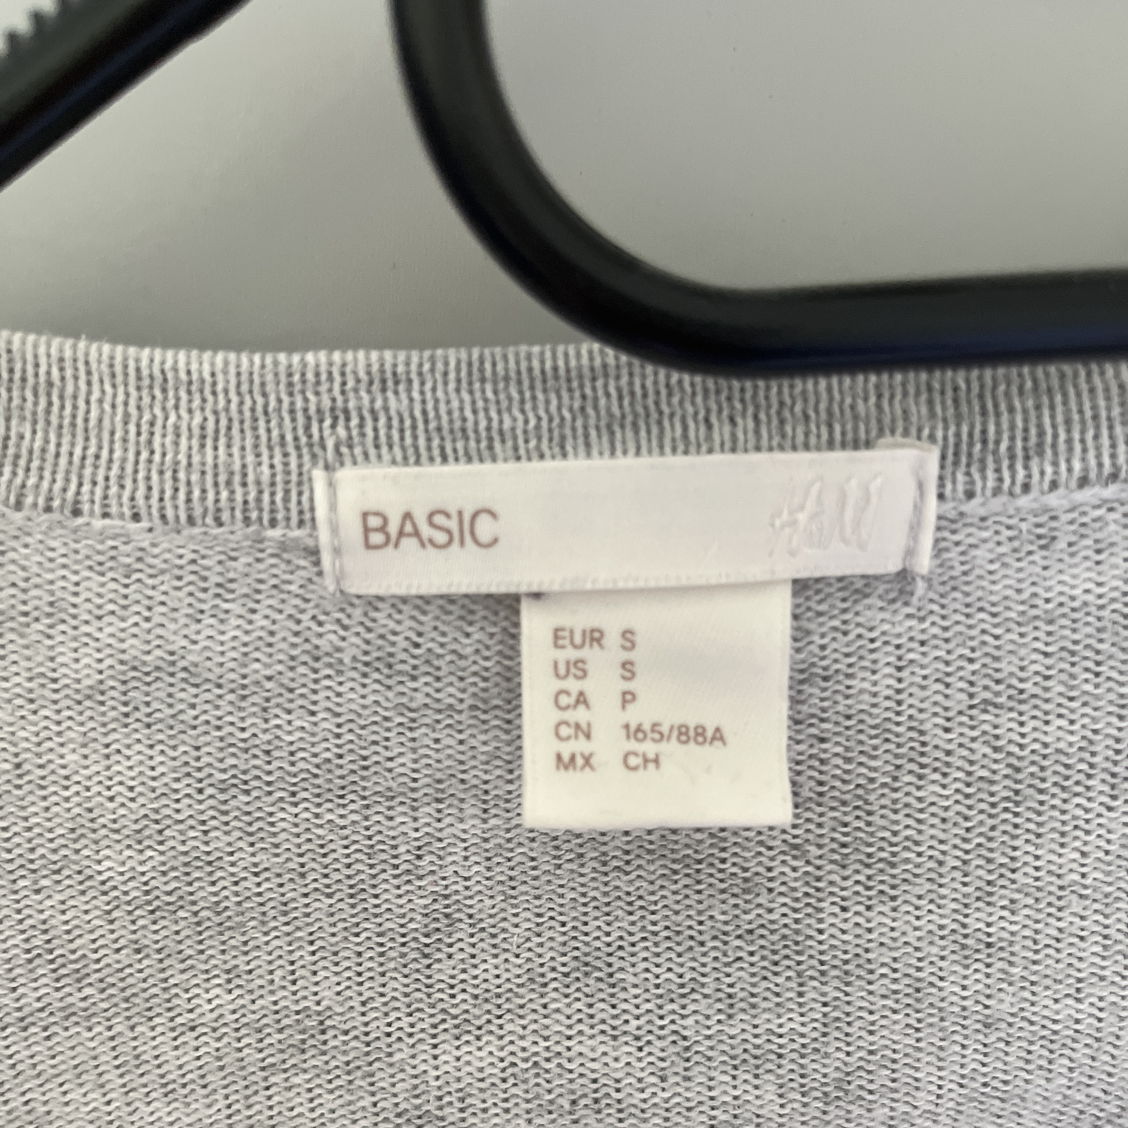 BASIC H&M
EUR S
US S
CA P
CN 165/88A
MX CH